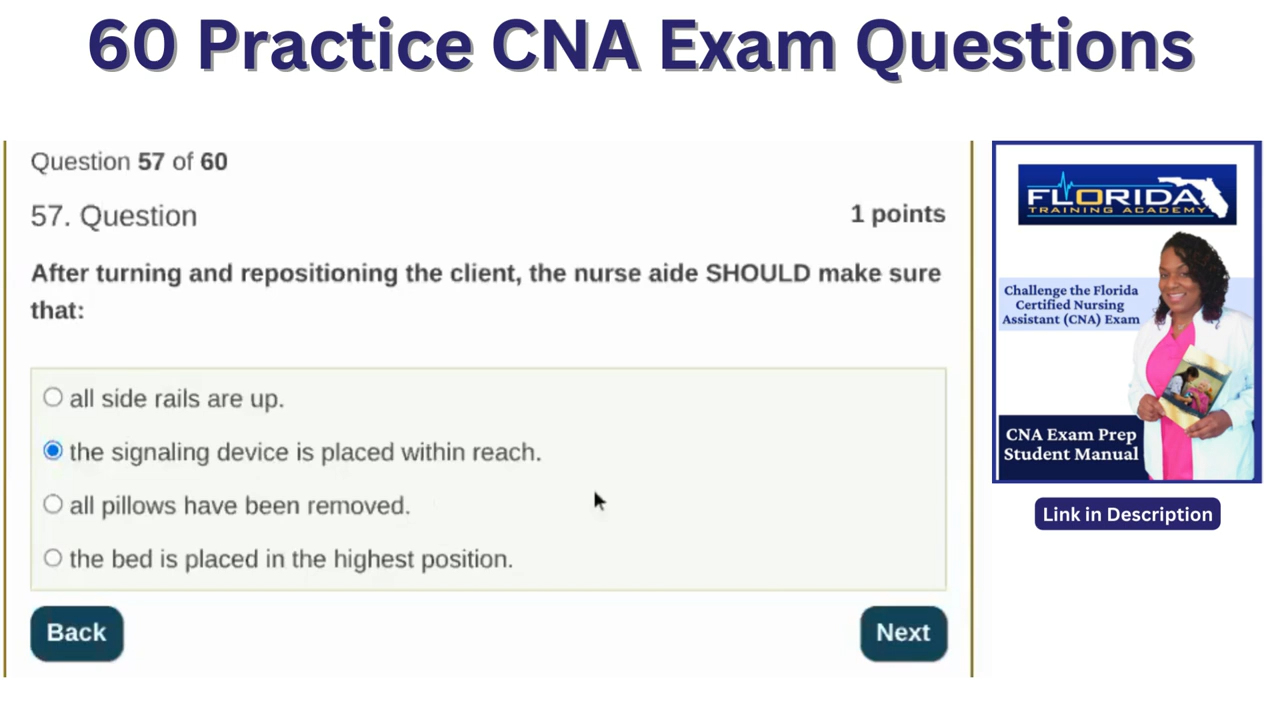 60 Practice CNA Exam Questions
Question 57 of 60
57. Question
1 points
After turning and repositioning the client, the nurse aide SHOULD make sure
that:
all side rails are up.
the signaling device is placed within reach.
all pillows have been removed.
the bed is placed in the highest position.
Back
Next
FLORIDA
TRAINING ACADEMY
Challenge the Florida
Certified Nursing
Assistant (CNA) Exam
CNA Exam Prep
Student Manual
Link in Description